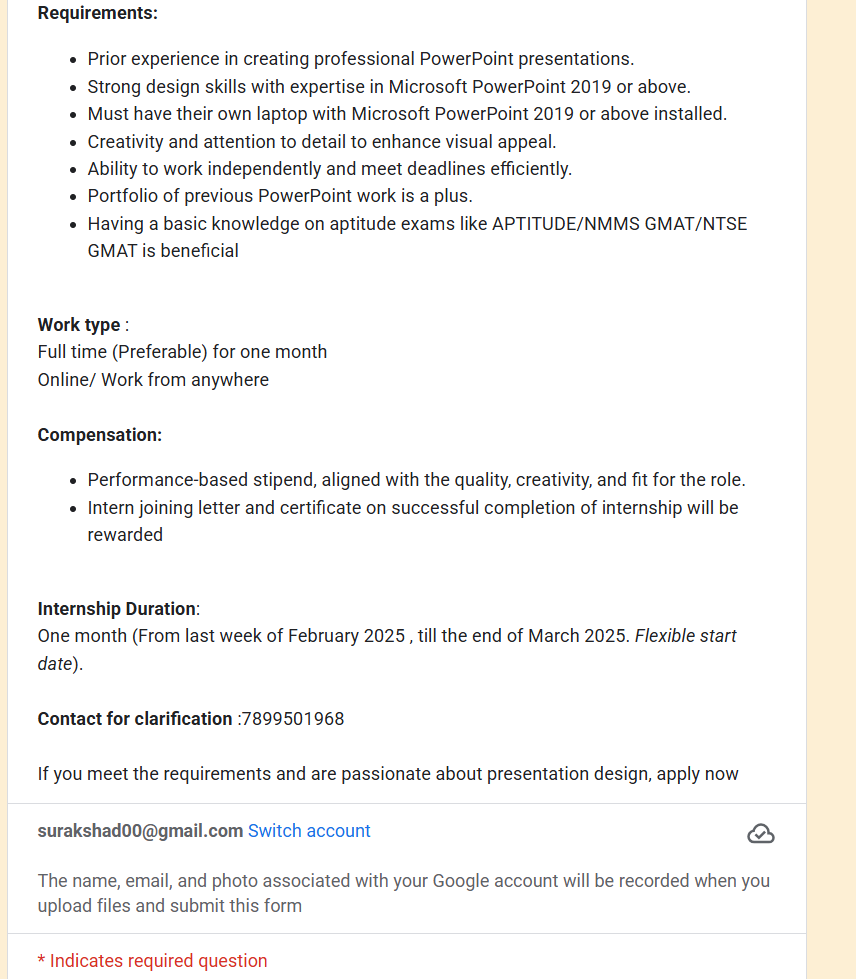 Requirements:
Prior experience in creating professional PowerPoint presentations.
Strong design skills with expertise in Microsoft PowerPoint 2019 or above.
Must have their own laptop with Microsoft PowerPoint 2019 or above installed.
Creativity and attention to detail to enhance visual appeal.
Ability to work independently and meet deadlines efficiently.
Portfolio of previous PowerPoint work is a plus.
Having a basic knowledge on aptitude exams like APTITUDE/NMMS GMAT/NTSE
GMAT is beneficial
Work type :
Full time (Preferable) for one month
Online/ Work from anywhere
Compensation:
Performance-based stipend, aligned with the quality, creativity, and fit for the role.
Intern joining letter and certificate on successful completion of internship will be
rewarded
Internship Duration:
One month (From last week of February 2025 , till the end of March 2025. Flexible start
date).
Contact for clarification :7899501968
If you meet the requirements and are passionate about presentation design, apply now
surakshad00@gmail.com Switch account
The name, email, and photo associated with your Google account will be recorded when you
upload files and submit this form
* Indicates required question